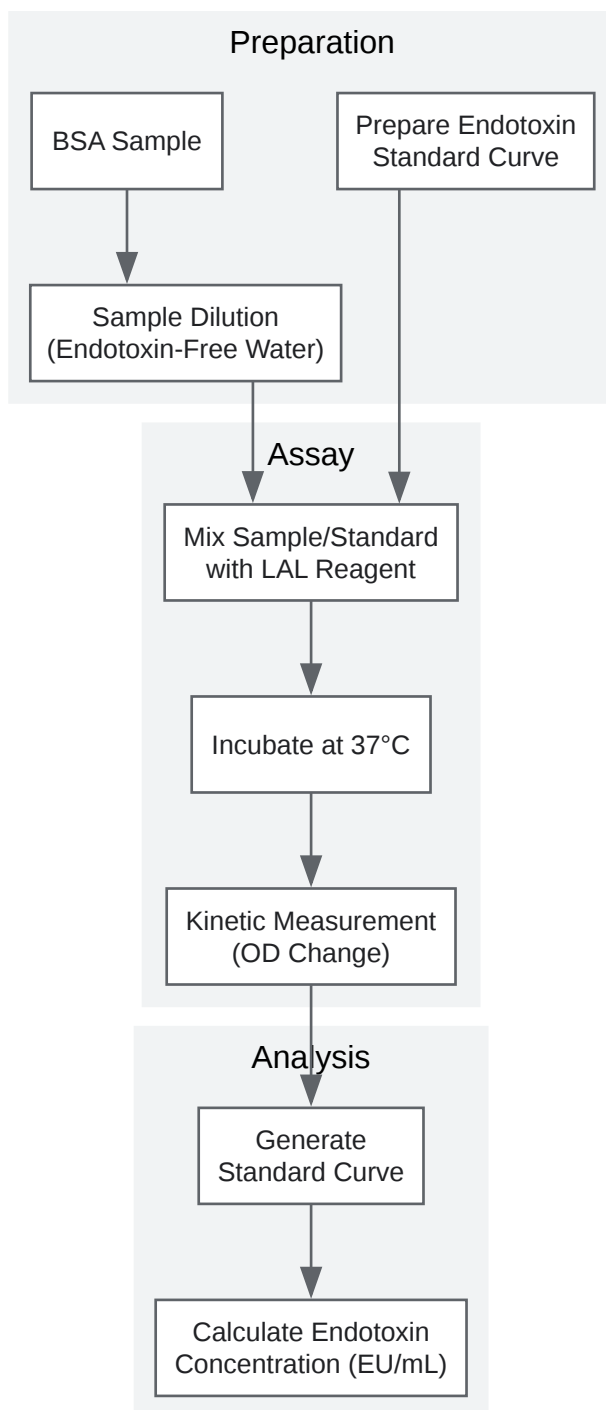 Preparation
BSA Sample
Prepare Endotoxin
Standard Curve
Sample Dilution
(Endotoxin-Free Water)
Assay
Mix Sample/Standard
with LAL Reagent
Incubate at 37°C
Kinetic Measurement
(OD Change)
Analysis
Generate
Standard Curve
Calculate Endotoxin
Concentration (EU/mL)